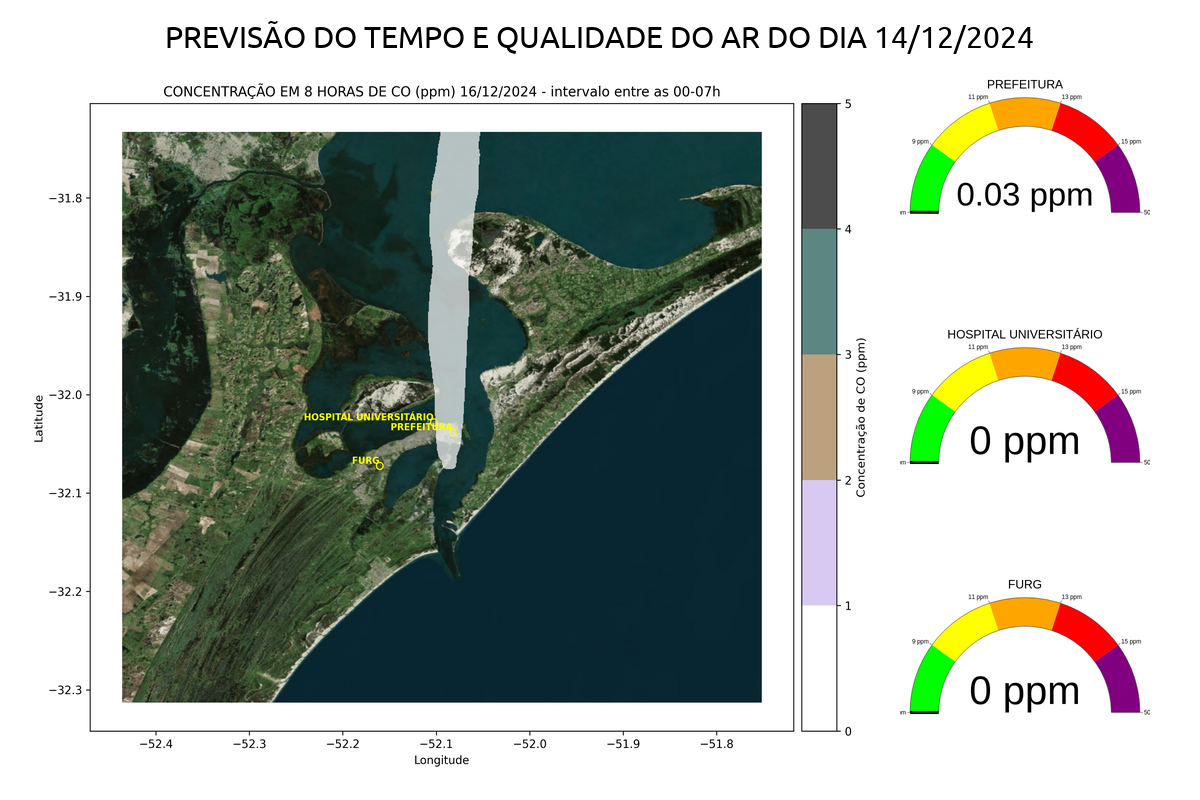 PREVISÃO DO TEMPO E QUALIDADE DO AR DO DIA 14/12/2024
CONCENTRAÇÃO EM 8 HORAS DE CO (ppm) 16/12/2024 - intervalo entre as 00-07h
−31.8
−31.9
−32.0
−32.1
−32.2
−32.3
Latitude
−52.4
−52.3
−52.2
−52.1
−52.0
−51.9
−51.8
Longitude
HOSPITAL UNIVERSITÁRIO
PREFEITURA
FURG
5
4
3
2
1
0
Concentração de CO (ppm)
PREFEITURA
11 ppm
13 ppm
9 ppm
15 ppm
0.03 ppm
HOSPITAL UNIVERSITÁRIO
11 ppm
13 ppm
9 ppm
15 ppm
0 ppm
FURG
11 ppm
13 ppm
9 ppm
15 ppm
0 ppm